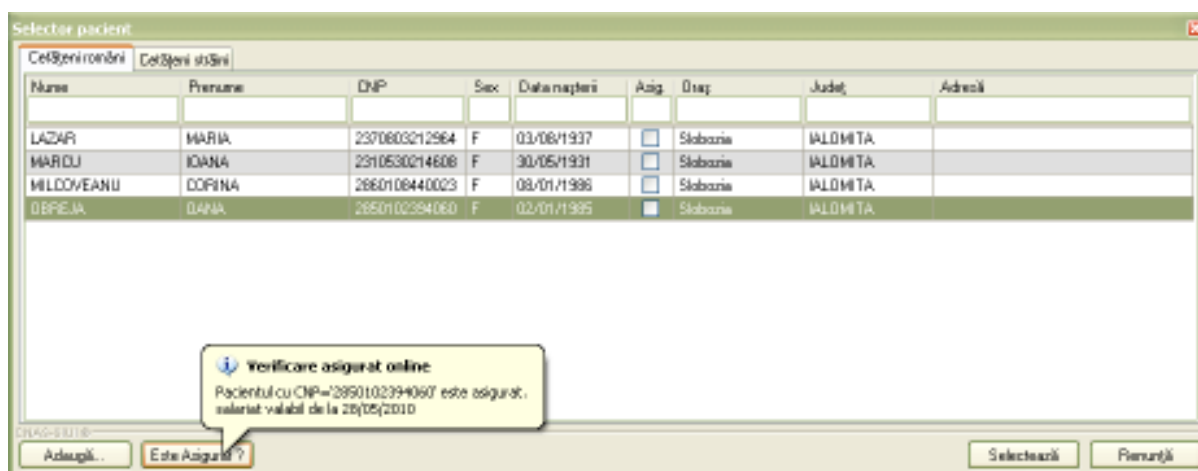 Selector pacient
Cetățeni români Cetățeni străini
Nume Prenume CNP Sex Data nașterii Asig. Oraș Județ Adresă
LAZAR MARIA 2370803212964 F 03/08/1937 Slobozia IALOMITA
MARCU IOANA 2310530214608 F 30/05/1931 Slobozia IALOMITA
MILCOVEANU CORINA 2860108440023 F 08/01/1986 Slobozia IALOMITA
OBREJA OANA 2850102394060 F 02/01/1985 Slobozia IALOMITA
Verificare asigurat online
Pacientul cu CNP='2850102394060' este asigurat.
salariat valabil de la 28/05/2010
Adaugă... Este Asigurat ? Selectează Renunță